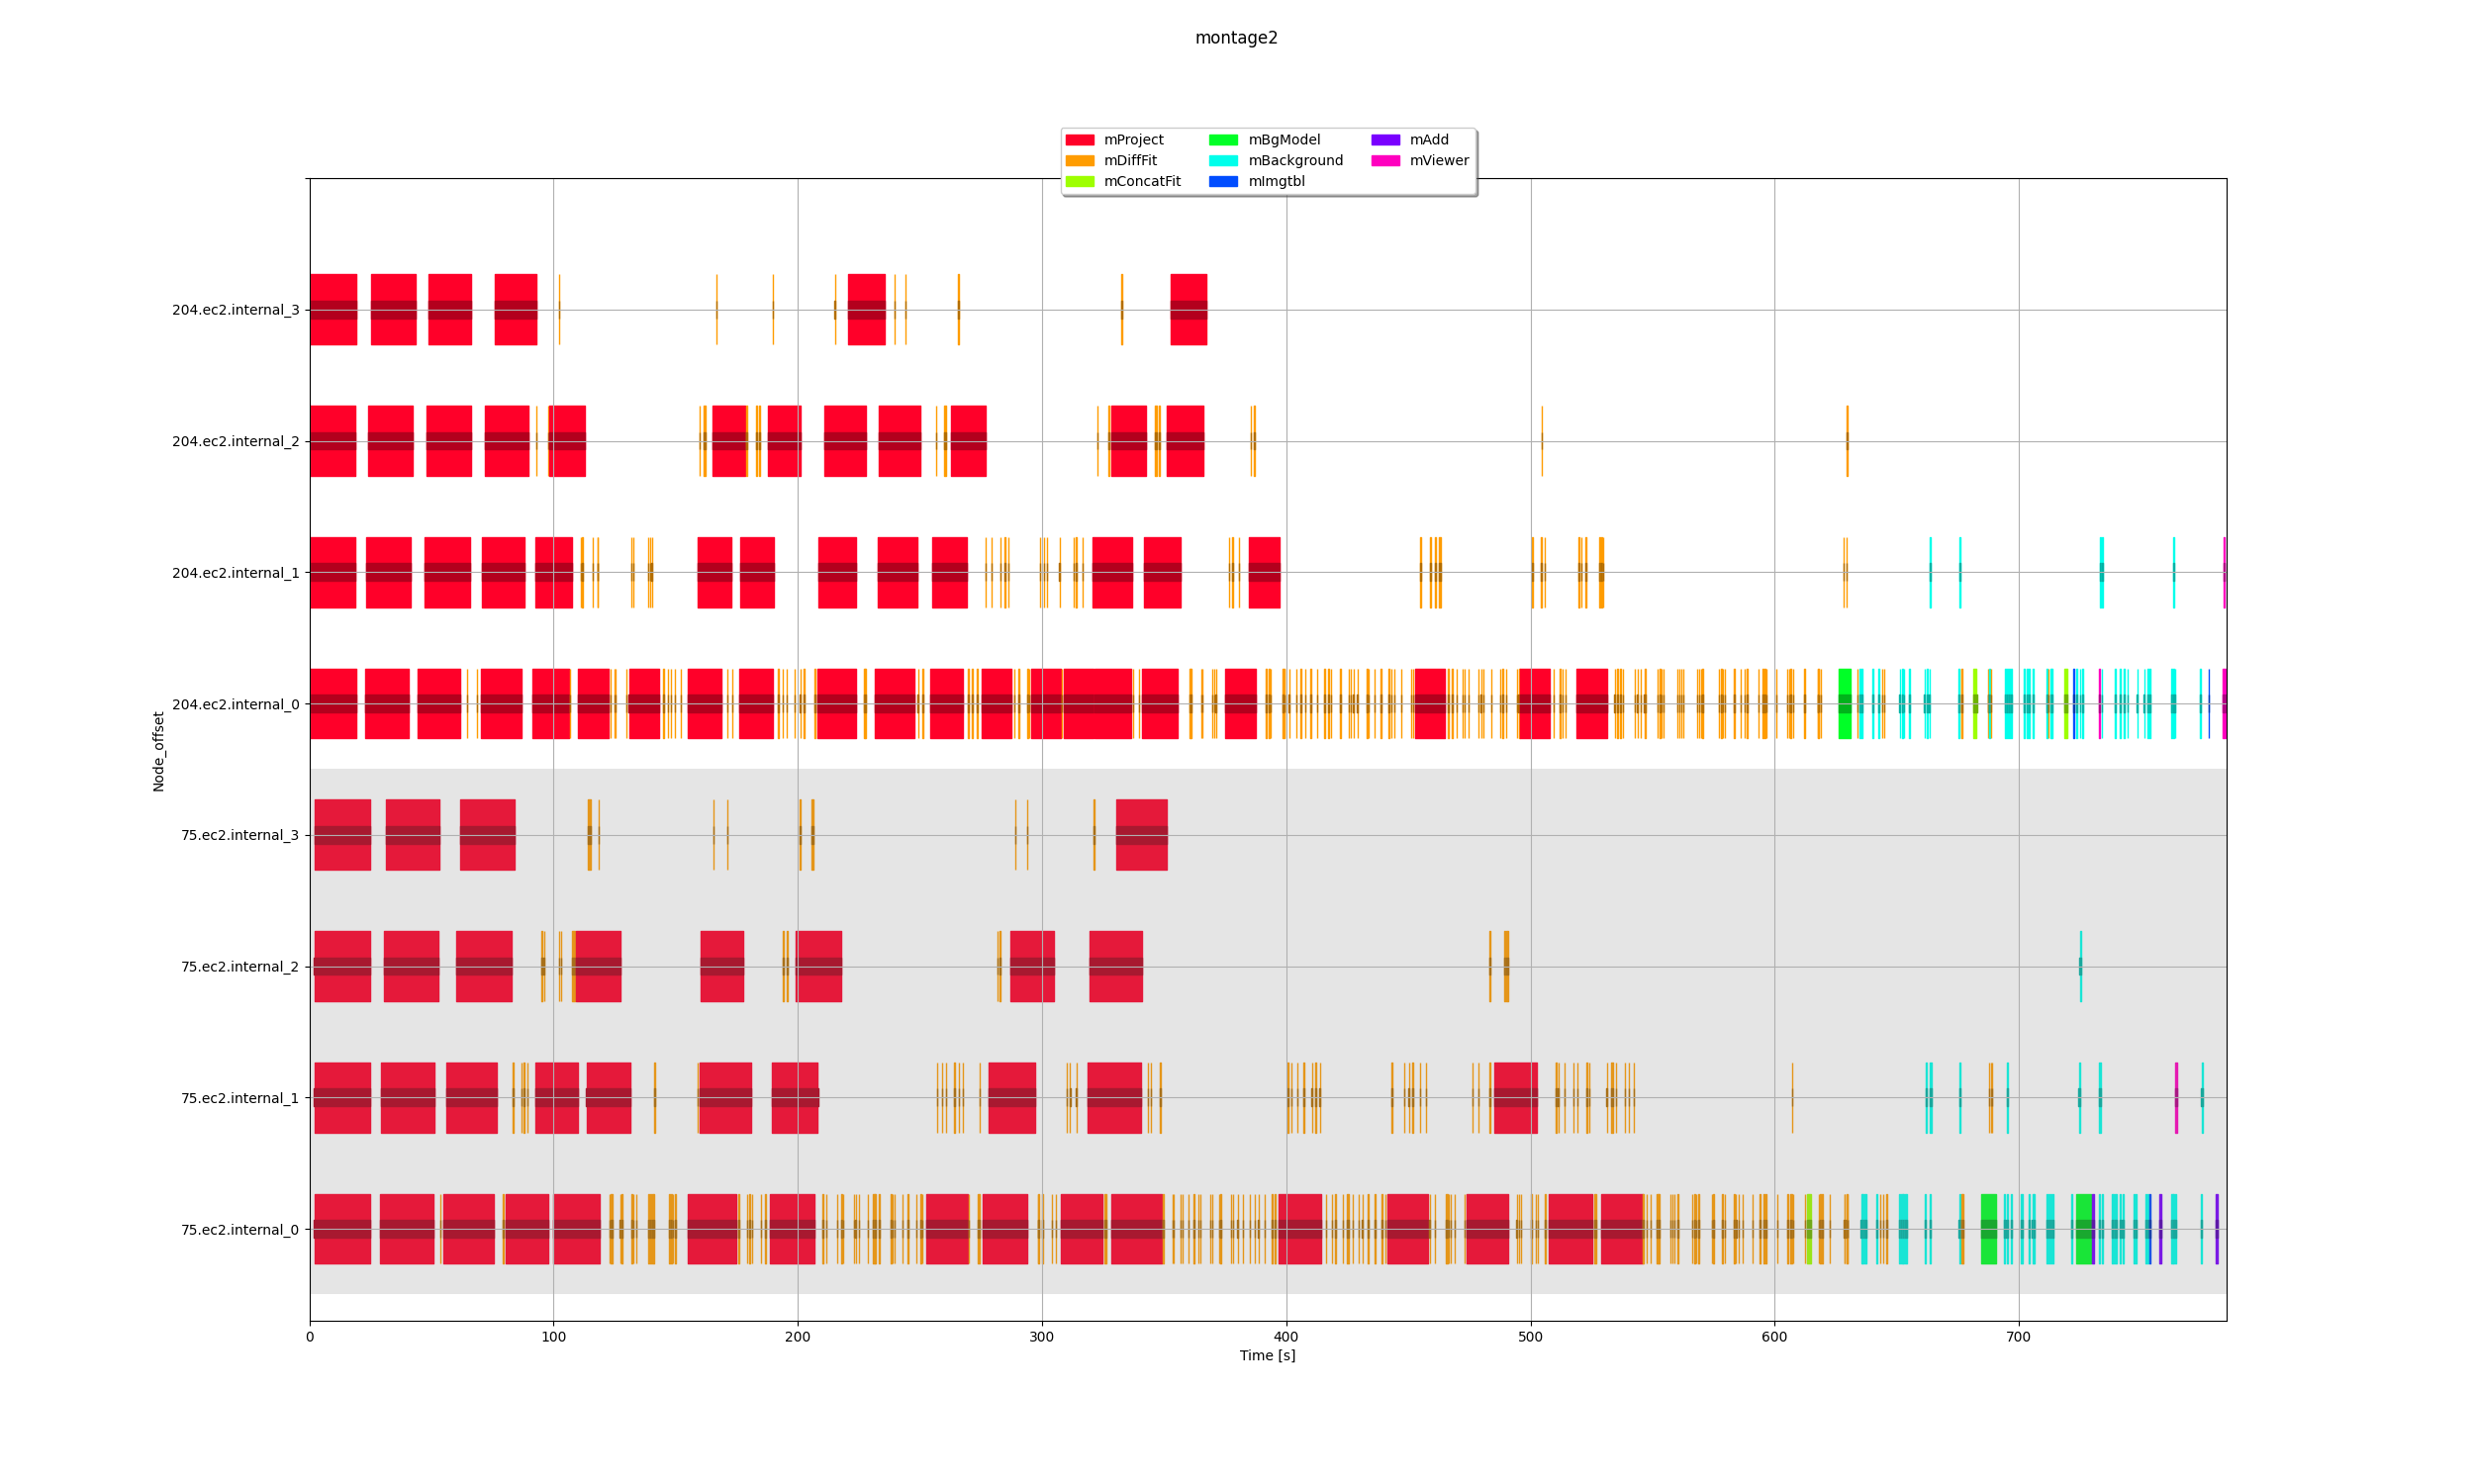 montage2
mProject mBgModel mAdd
mDiffFit mBackground mViewer
mConcatFit mImgtbl
204.ec2.internal_3
204.ec2.internal_2
204.ec2.internal_1
204.ec2.internal_0
75.ec2.internal_3
75.ec2.internal_2
75.ec2.internal_1
75.ec2.internal_0
Node_offset
0 100 200 300 400 500 600 700
Time [s]